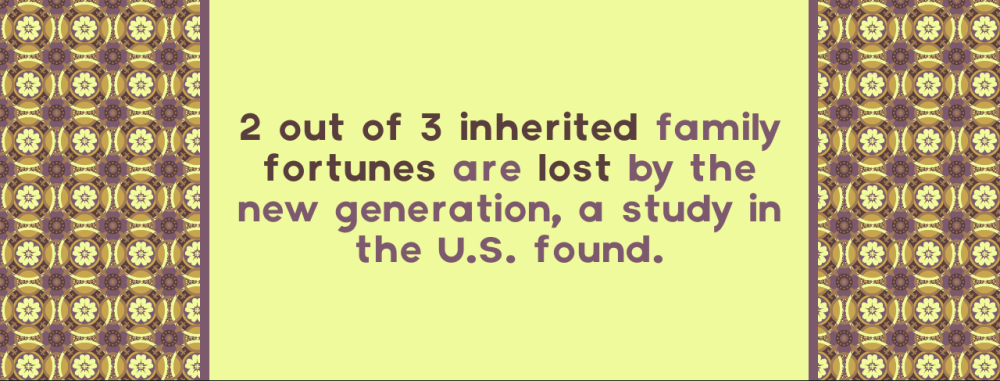 2 out of 3 inherited family
fortunes are lost by the
new generation, a study in
the U.S. found.